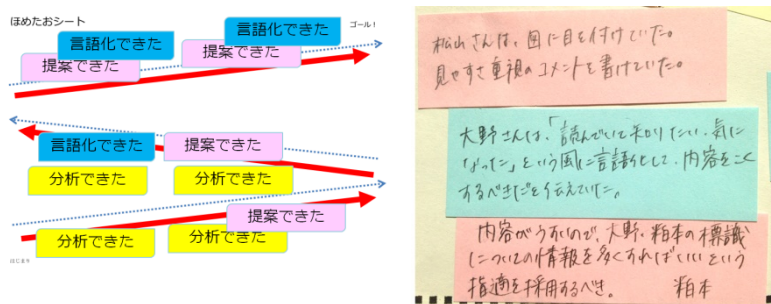 ほめたおシート
ゴール！
言語化できた
言語化できた
提案できた
提案できた
言語化できた
提案できた
分析できた
分析できた
提案できた
分析できた
分析できた
はじまり
松山さんは、図に目を付けていた。
見やすさ重視のコメントを書けていた。
大野さんは、「読んでいて知りたい、気に
なった」という風に言語化して、内容をこく
するべきだを伝えていた。
内容がうすいので、大野、粕本の標識
についての情報を多くすればいいという
指適を採用するべき。 粕本